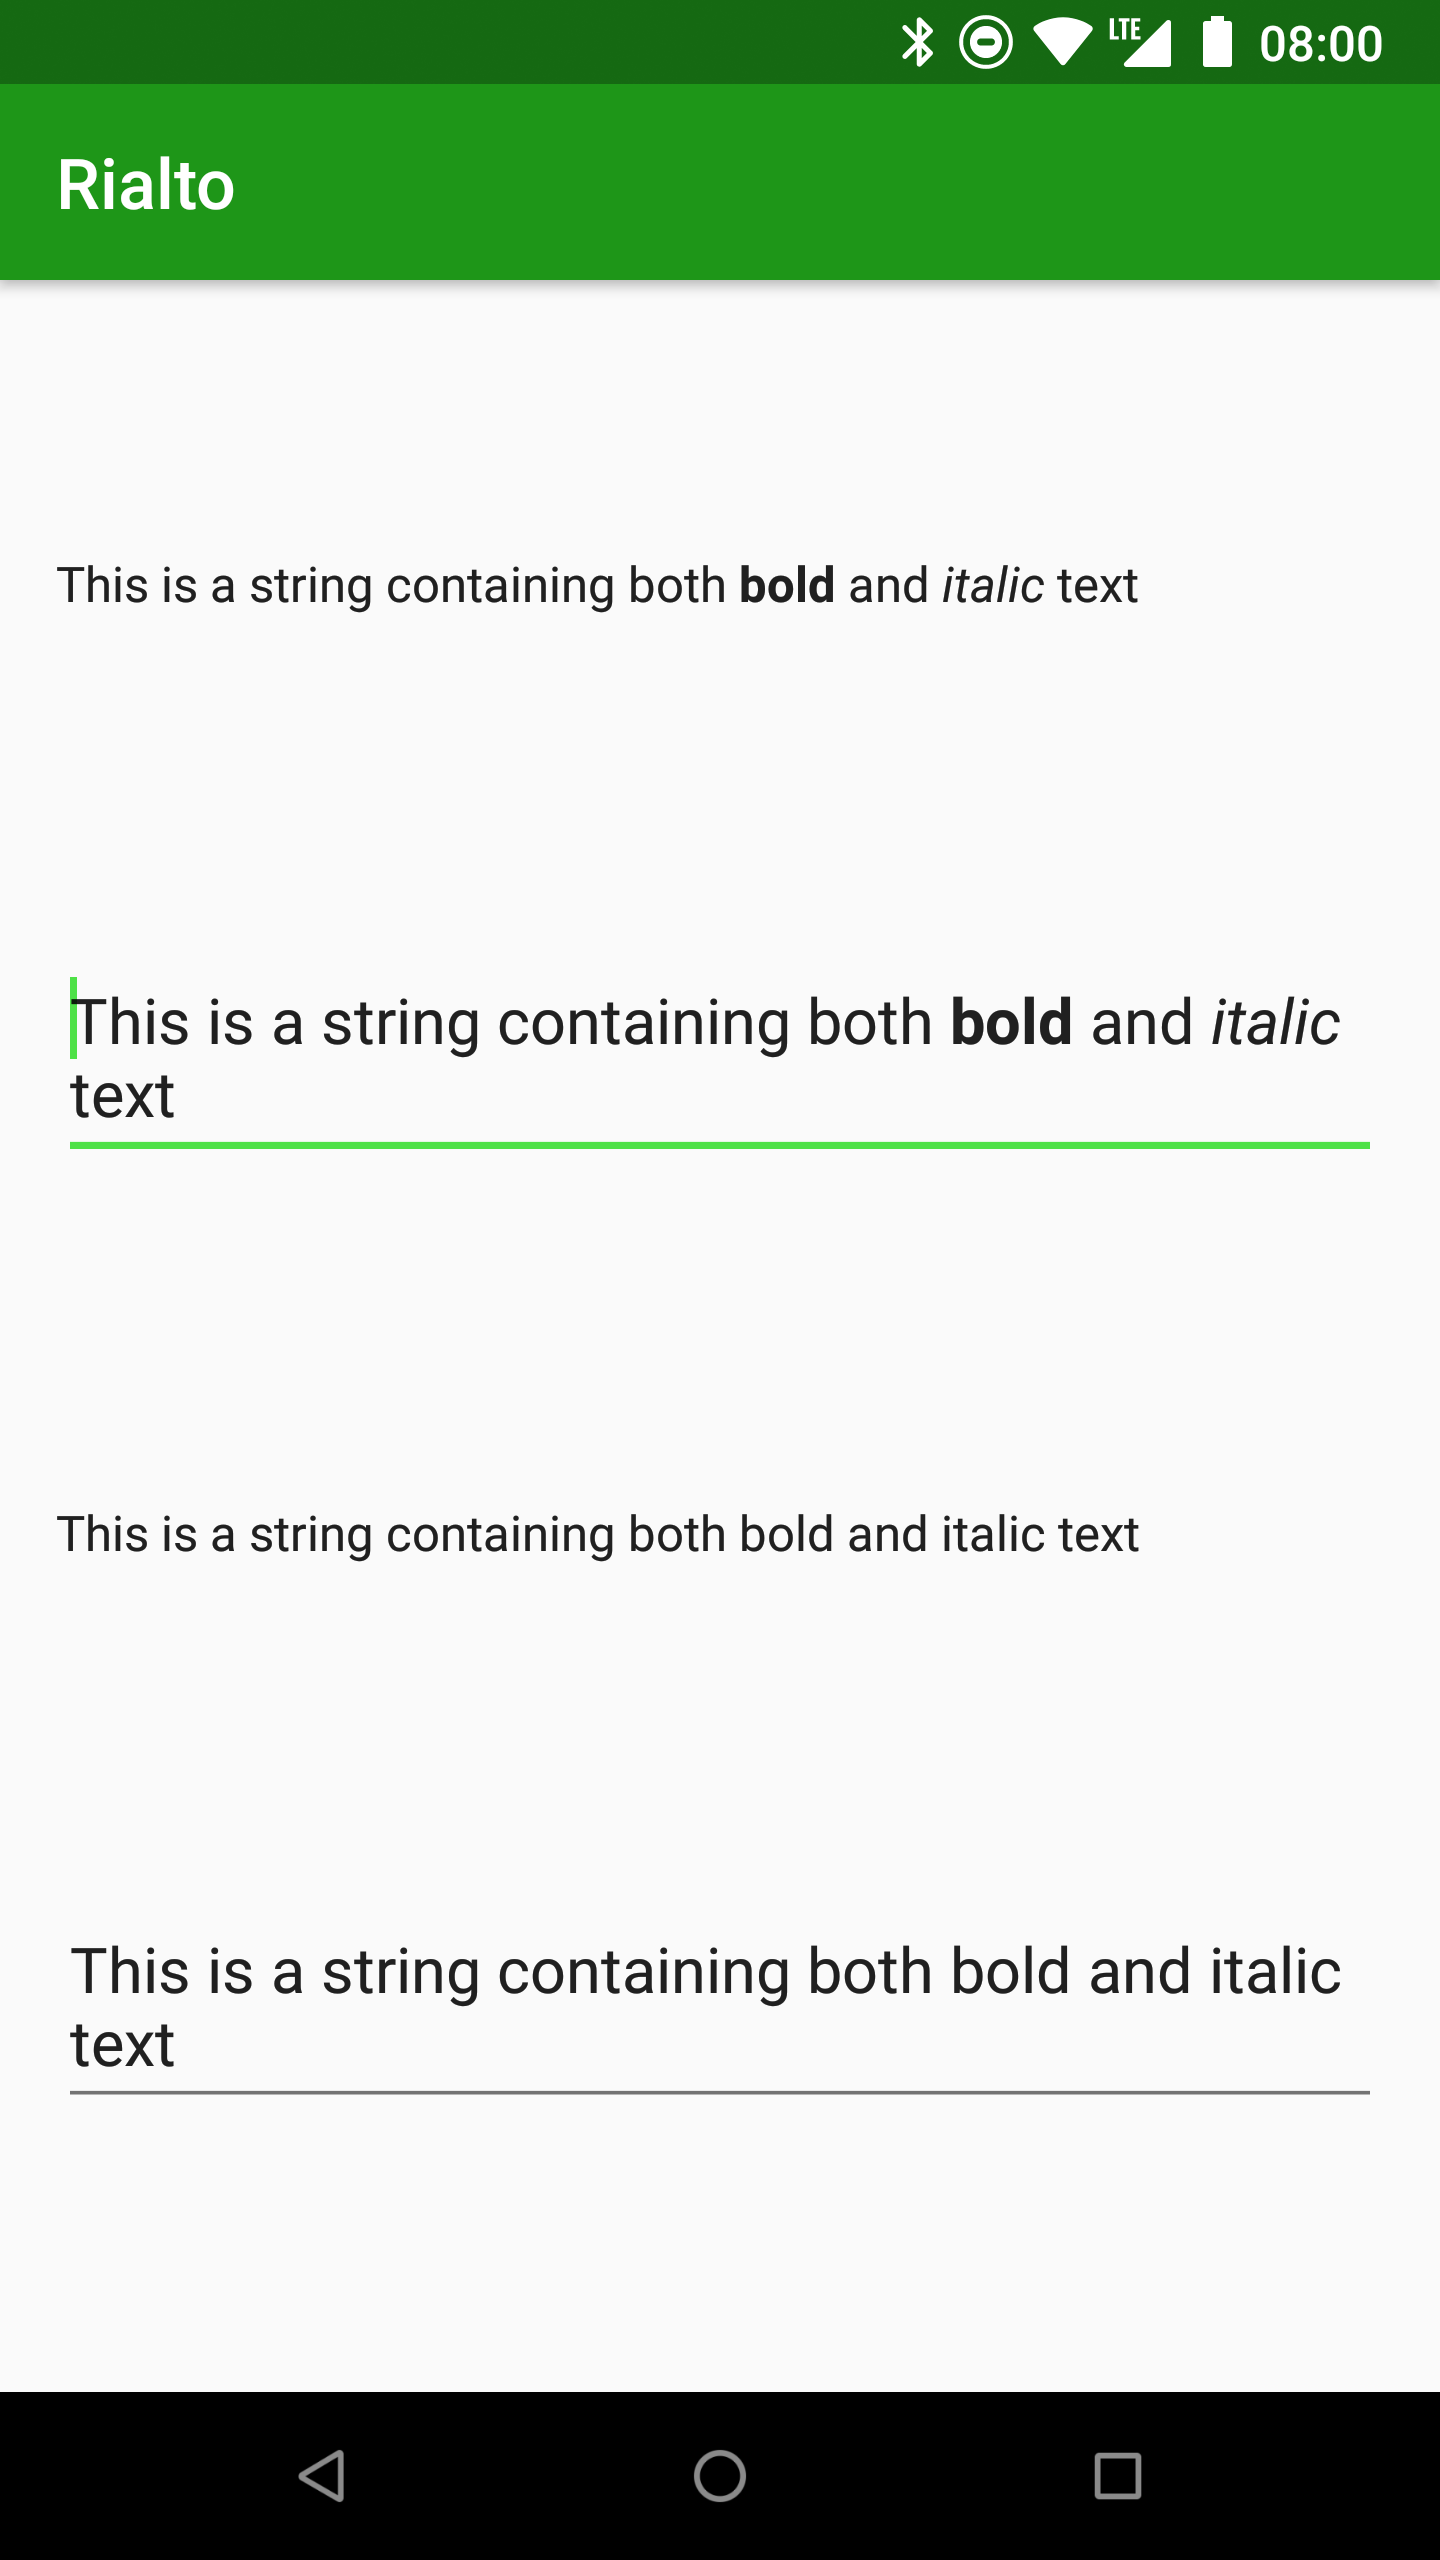 LTE 08:00
Rialto
This is a string containing both bold and italic text
This is a string containing both bold and italic
text
This is a string containing both bold and italic text
This is a string containing both bold and italic
text